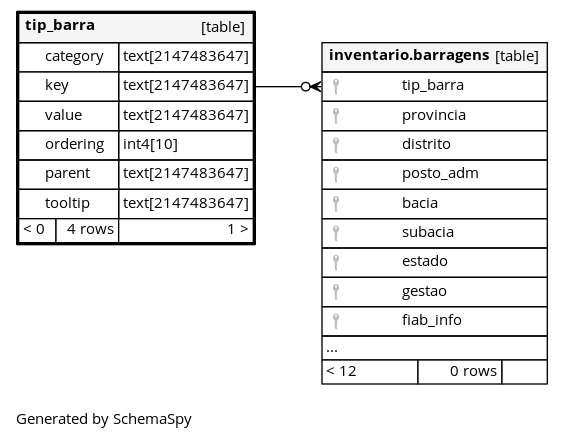 tip_barra [table]
category text[2147483647]
key text[2147483647]
value text[2147483647]
ordering int4[10]
parent text[2147483647]
tooltip text[2147483647]
< 0 4 rows 1 >
inventario.barragens [table]
tip_barra
provincia
distrito
posto_adm
bacia
subacia
estado
gestao
fiab_info
...
< 12 0 rows
Generated by SchemaSpy